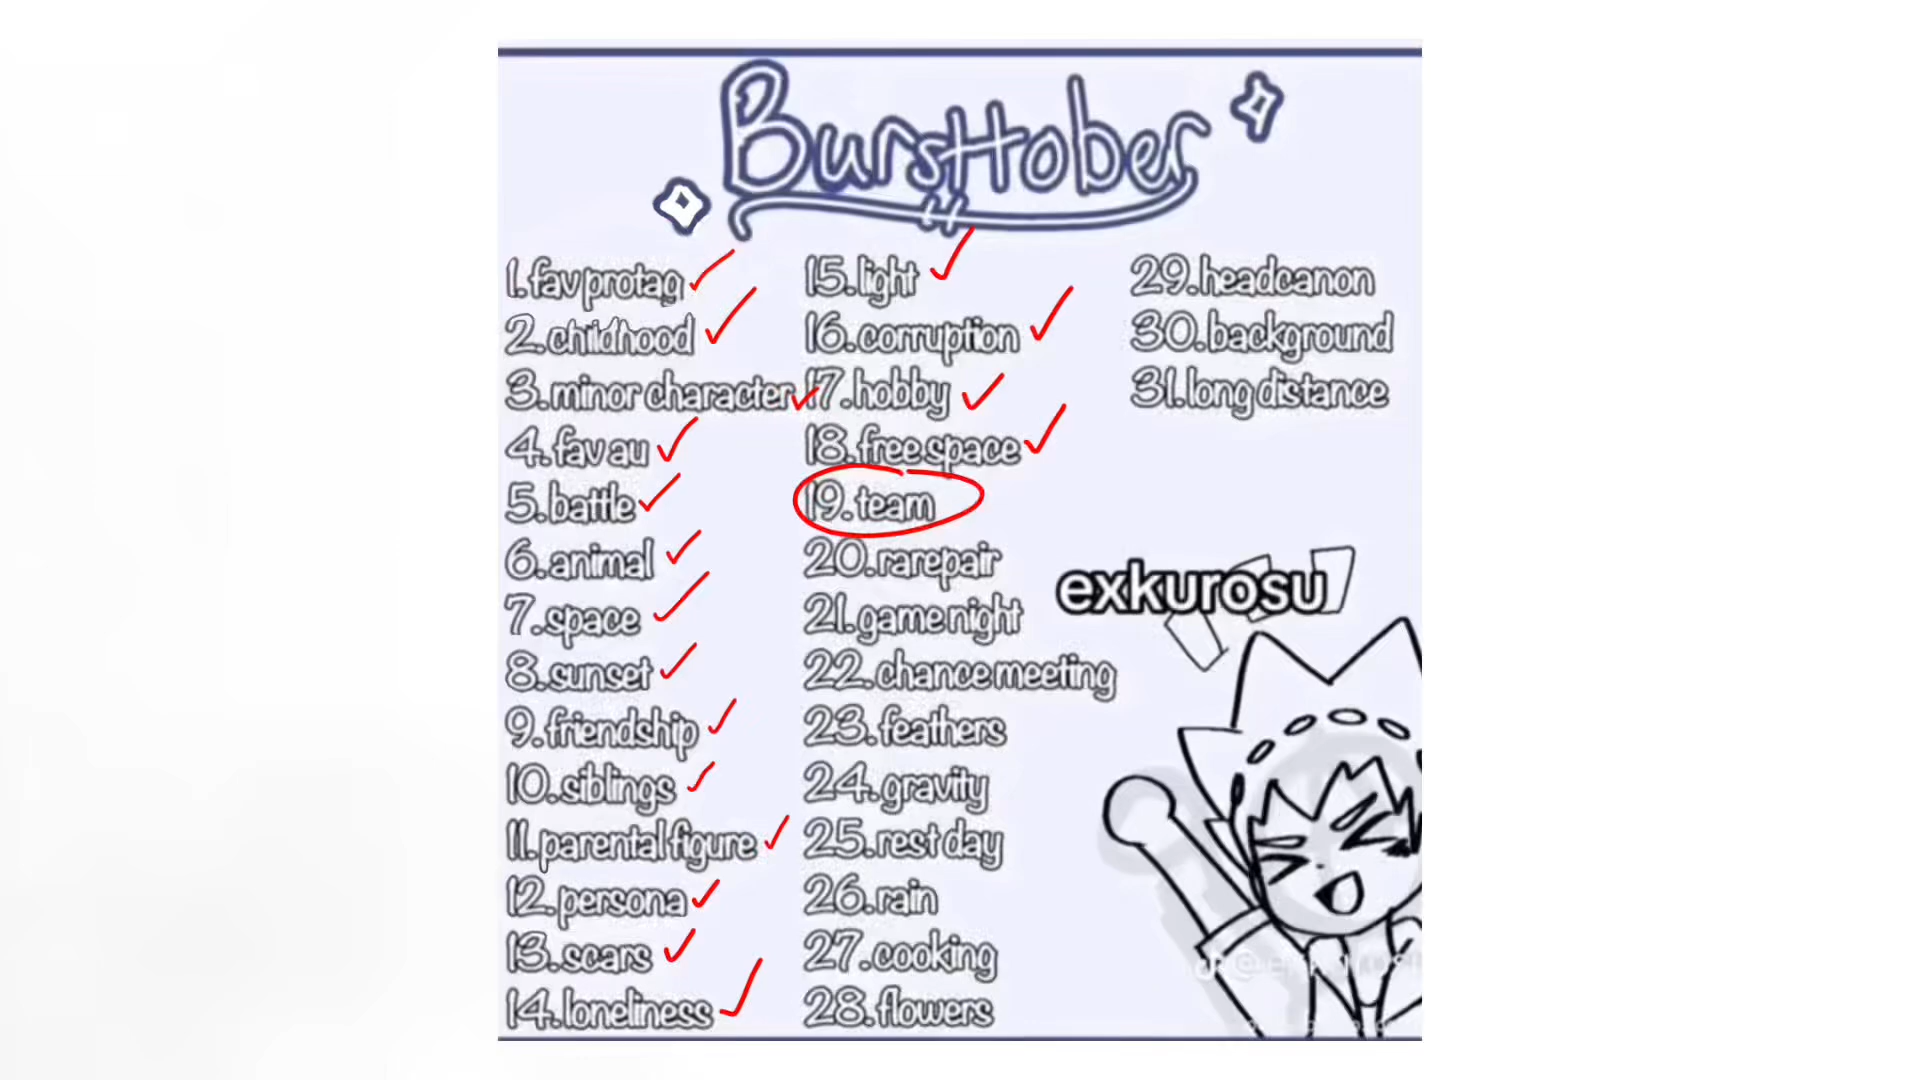 Bursttober
1. fav protag
2. childhood
3. minor character
4. fav au
5. battle
6. animal
7. space
8. sunset
9. friendship
10. siblings
11. parental figure
12. persona
13. scars
14. loneliness
15. light
16. corruption
17. hobby
18. free space
19. team
20. rarepair
21. game night
22. chance meeting
23. feathers
24. gravity
25. rest day
26. rain
27. cooking
28. flowers
29. headcanon
30. background
31. long distance
exkurosu